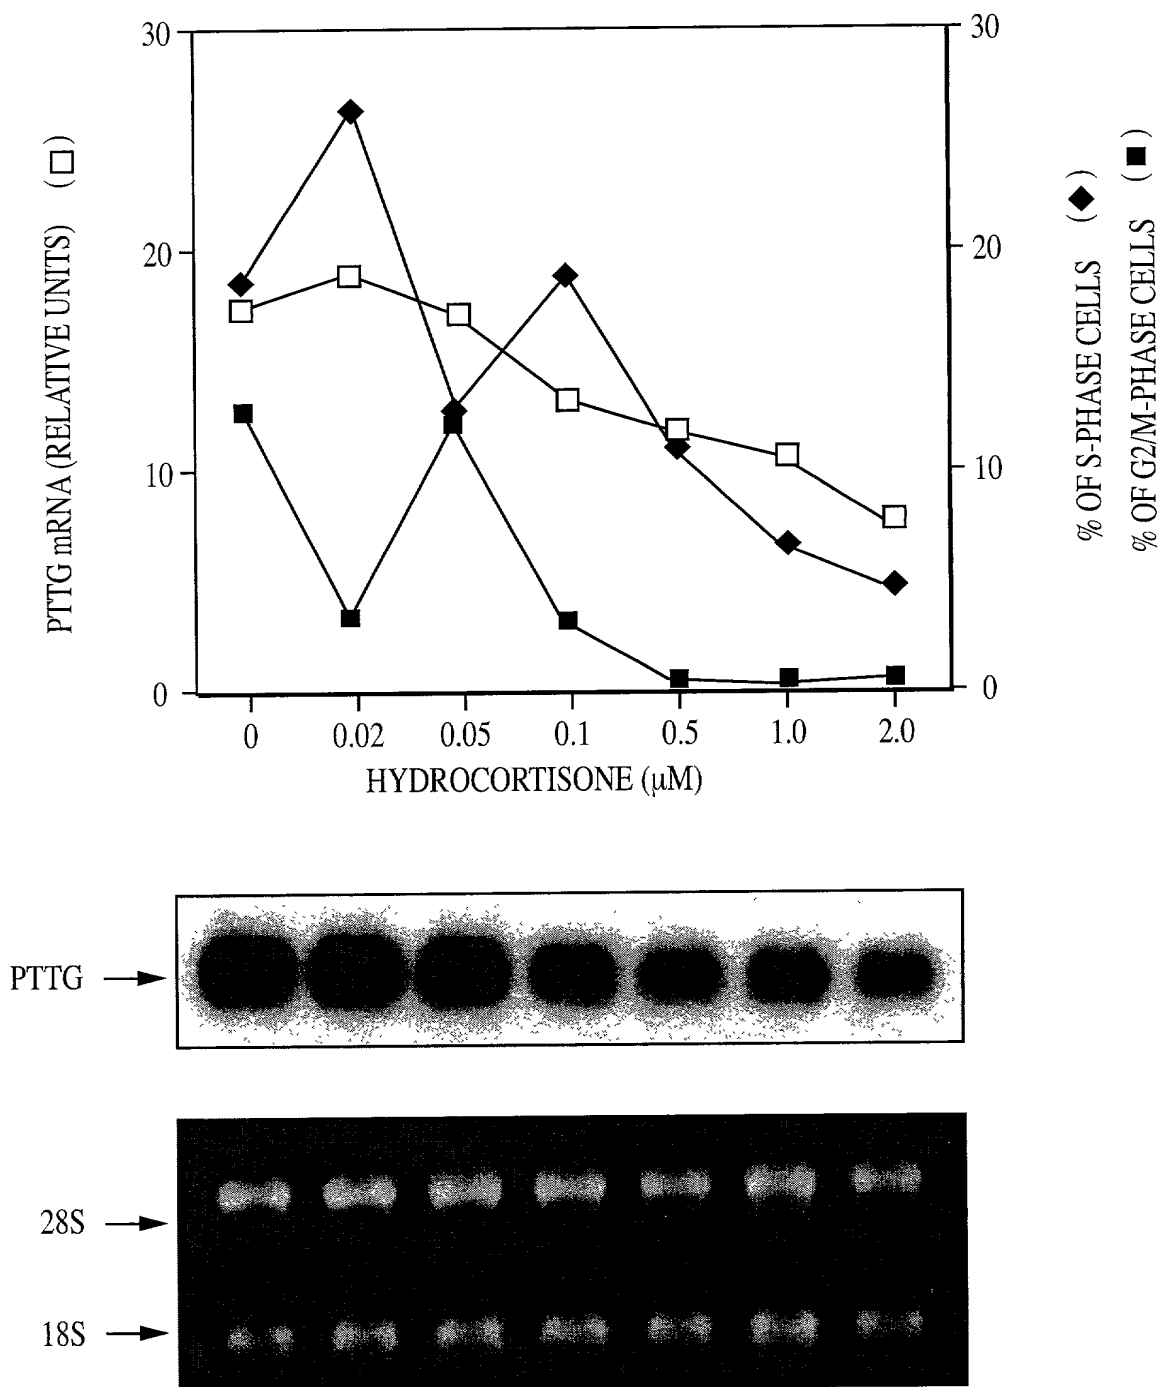 30
20
10
0
PTTG mRNA (RELATIVE UNITS) (□)
30
20
10
0
% OF S-PHASE CELLS (◆)
% OF G2/M-PHASE CELLS (■)
0 0.02 0.05 0.1 0.5 1.0 2.0
HYDROCORTISONE (μM)
PTTG
28S
18S